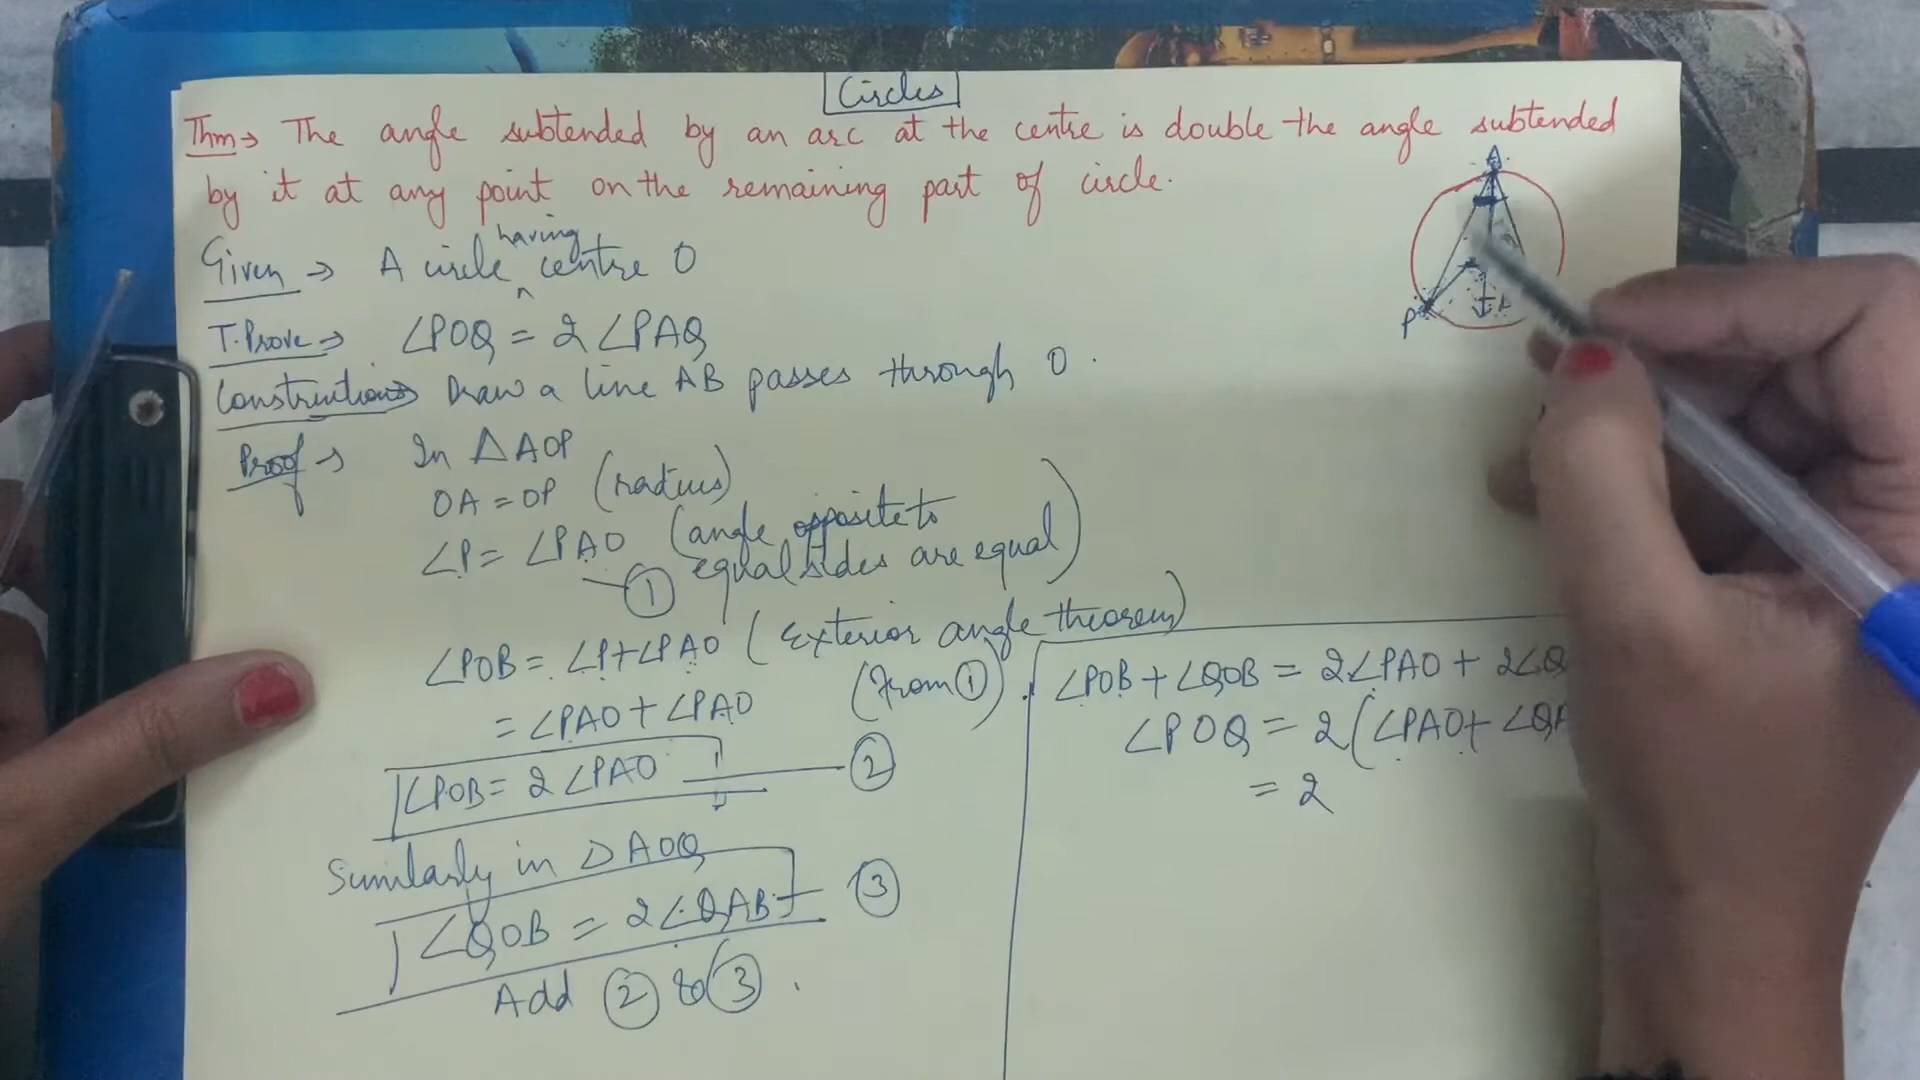 Circles
Thm→ The angle subtended by an arc at the centre is double the angle subtended
by it at any point on the remaining part of circle.
Given → A circle having centre O
T.Prove → ∠POQ = 2 ∠PAQ
Construction→ Draw a line AB passes through O.
Proof → In △AOP
OA = OP (radius)
∠P = ∠PAO (angle opposite to
equal sides are equal)
①
∠POB = ∠P+∠PAO (Exterior angle theorem)
= ∠PAO + ∠PAO (from ①).
∠POB = 2 ∠PAO ②
Similarly in △AOQ
∠QOB = 2∠QAB ③
Add ② & ③.
∠POB + ∠QOB = 2∠PAO + 2∠Q
∠POQ = 2(∠PAO + ∠QA
= 2
A
P